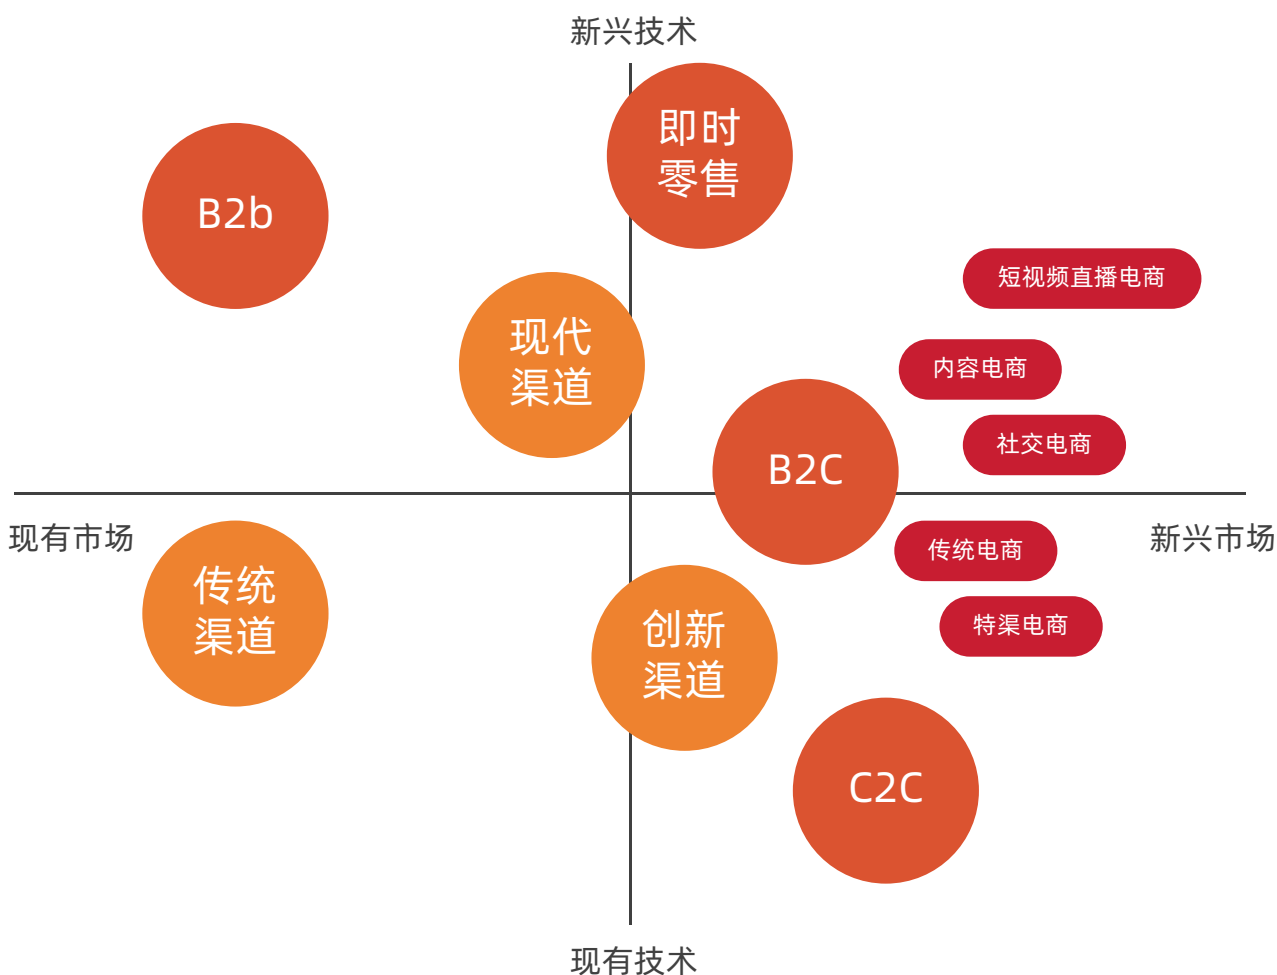 新兴技术
即时
零售
B2b
短视频直播电商
现代
渠道
内容电商
社交电商
B2C
现有市场
新兴市场
传统电商
传统
渠道
创新
渠道
特渠电商
C2C
现有技术